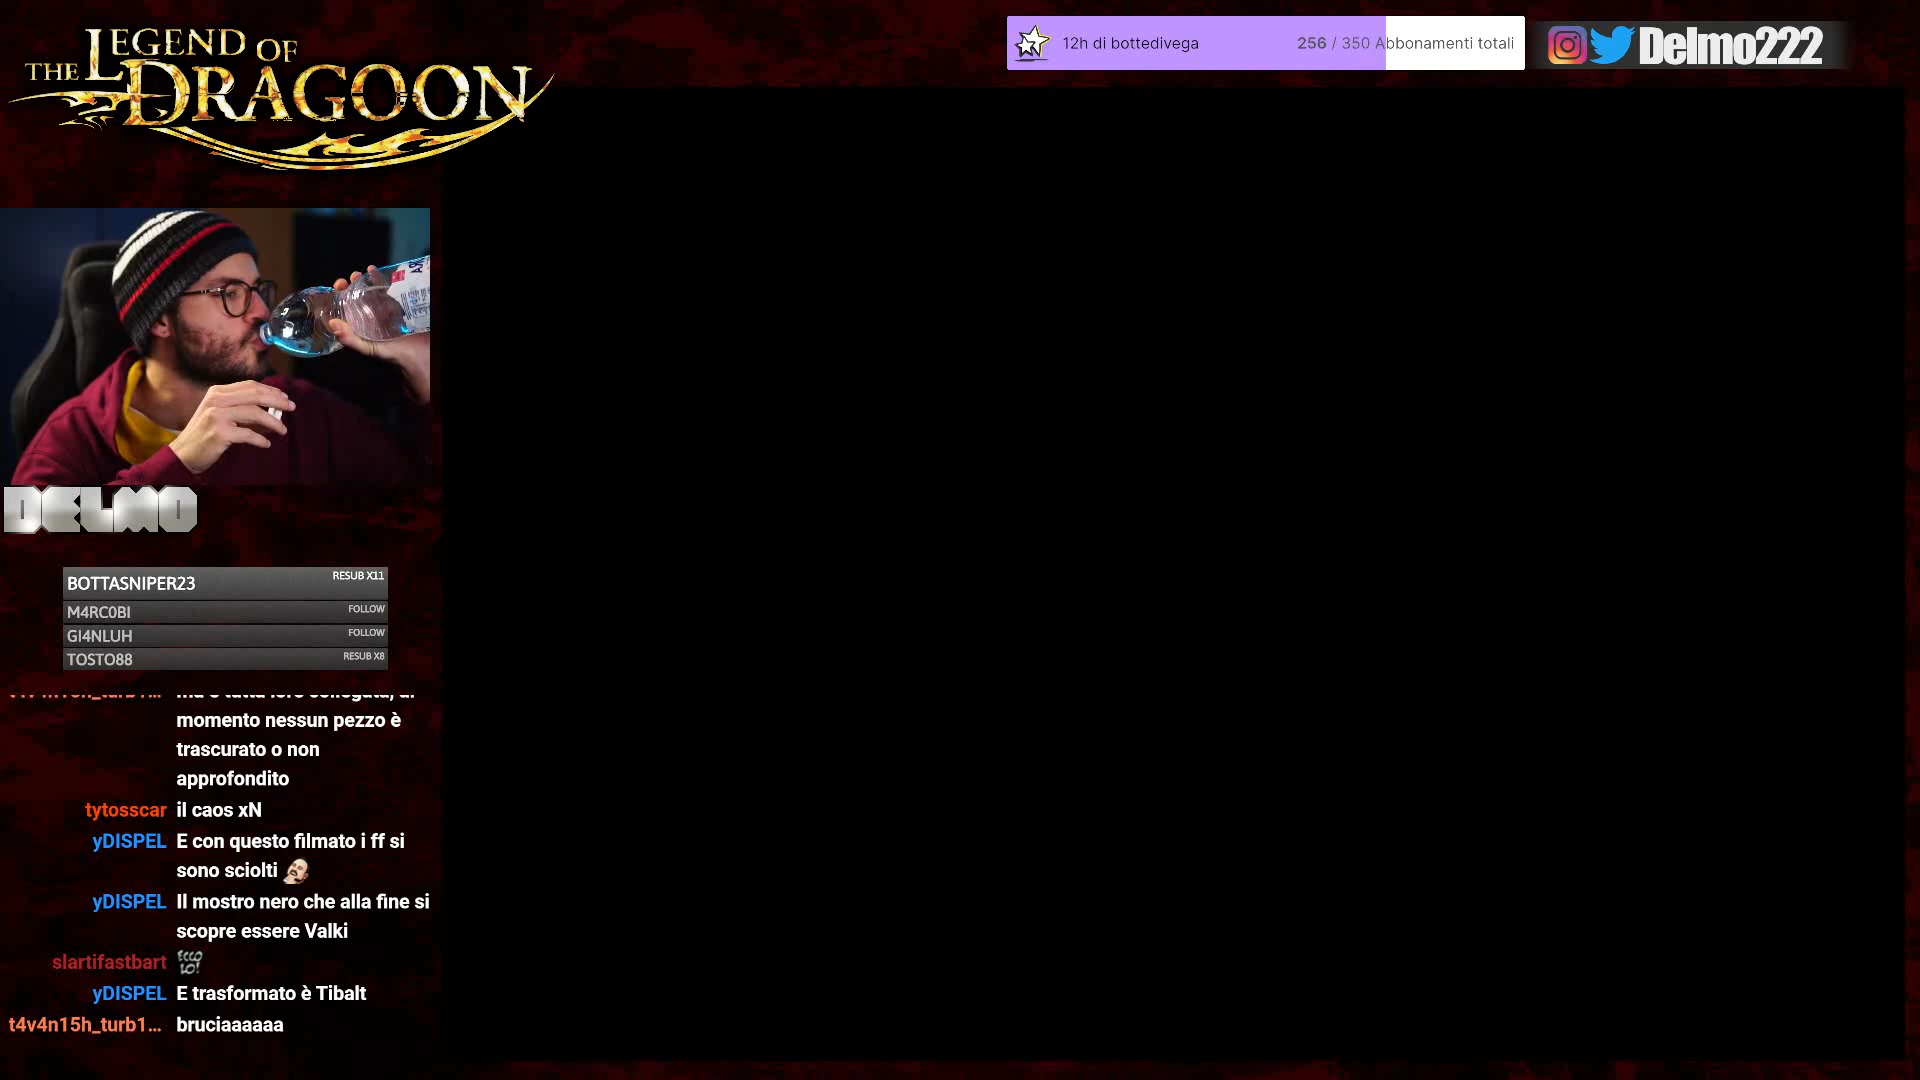 THE LEGEND OF
DRAGOON
12h di bottedivega
256 / 350 Abbonamenti totali
Delmo222
DELMO
BOTTASNIPER23 RESUB X11
M4RC0BI FOLLOW
GI4NLUH FOLLOW
TOSTO88 RESUB X8
momento nessun pezzo è
trascurato o non
approfondito
tytosscar il caos xN
yDISPEL E con questo filmato i ff si
sono sciolti
yDISPEL Il mostro nero che alla fine si
scopre essere Valki
slartifastbart ECCO
LO!
yDISPEL E trasformato è Tibalt
t4v4n15h_turb1... bruciaaaaaa